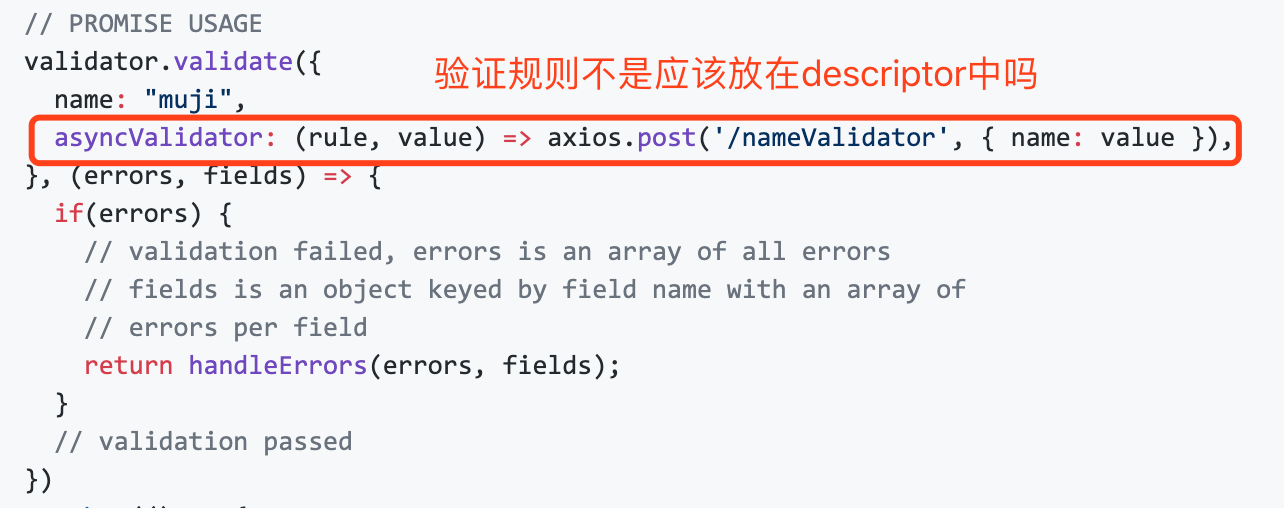 // PROMISE USAGE
validator.validate({
验证规则不是应该放在descriptor中吗
name: "muji",
asyncValidator: (rule, value) => axios.post('/nameValidator', { name: value }),
}, (errors, fields) => {
if(errors) {
// validation failed, errors is an array of all errors
// fields is an object keyed by field name with an array of
// errors per field
return handleErrors(errors, fields);
}
// validation passed
})